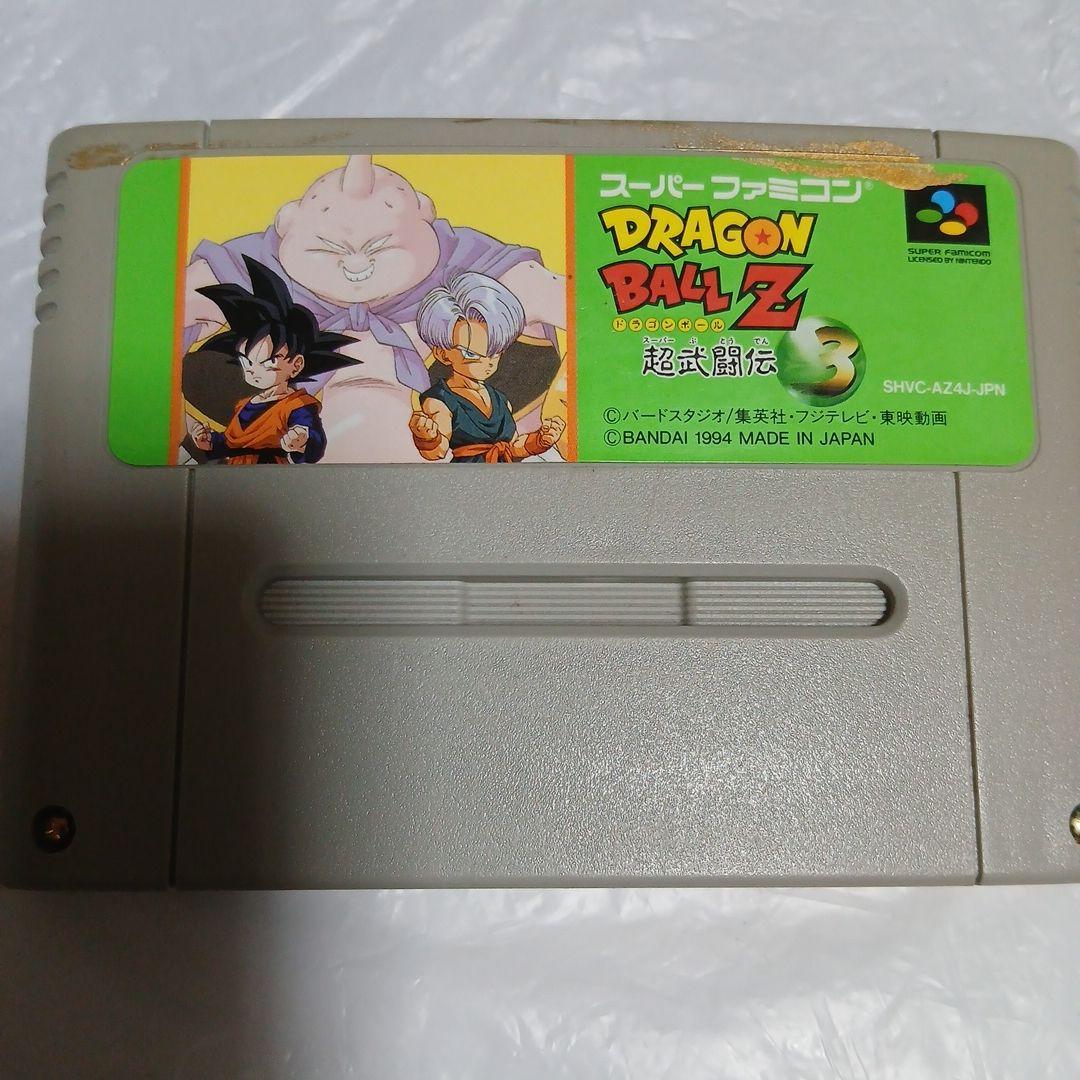 スーパーファミコン®
DRAGON
BALL Z
ドラゴンボール
スーパー ぶ とう でん
超武闘伝
3
SUPER FAMICOM
LICENSED BY NINTENDO
SHVC-AZ4J-JPN
©バードスタジオ/集英社・フジテレビ・東映動画
©BANDAI 1994 MADE IN JAPAN